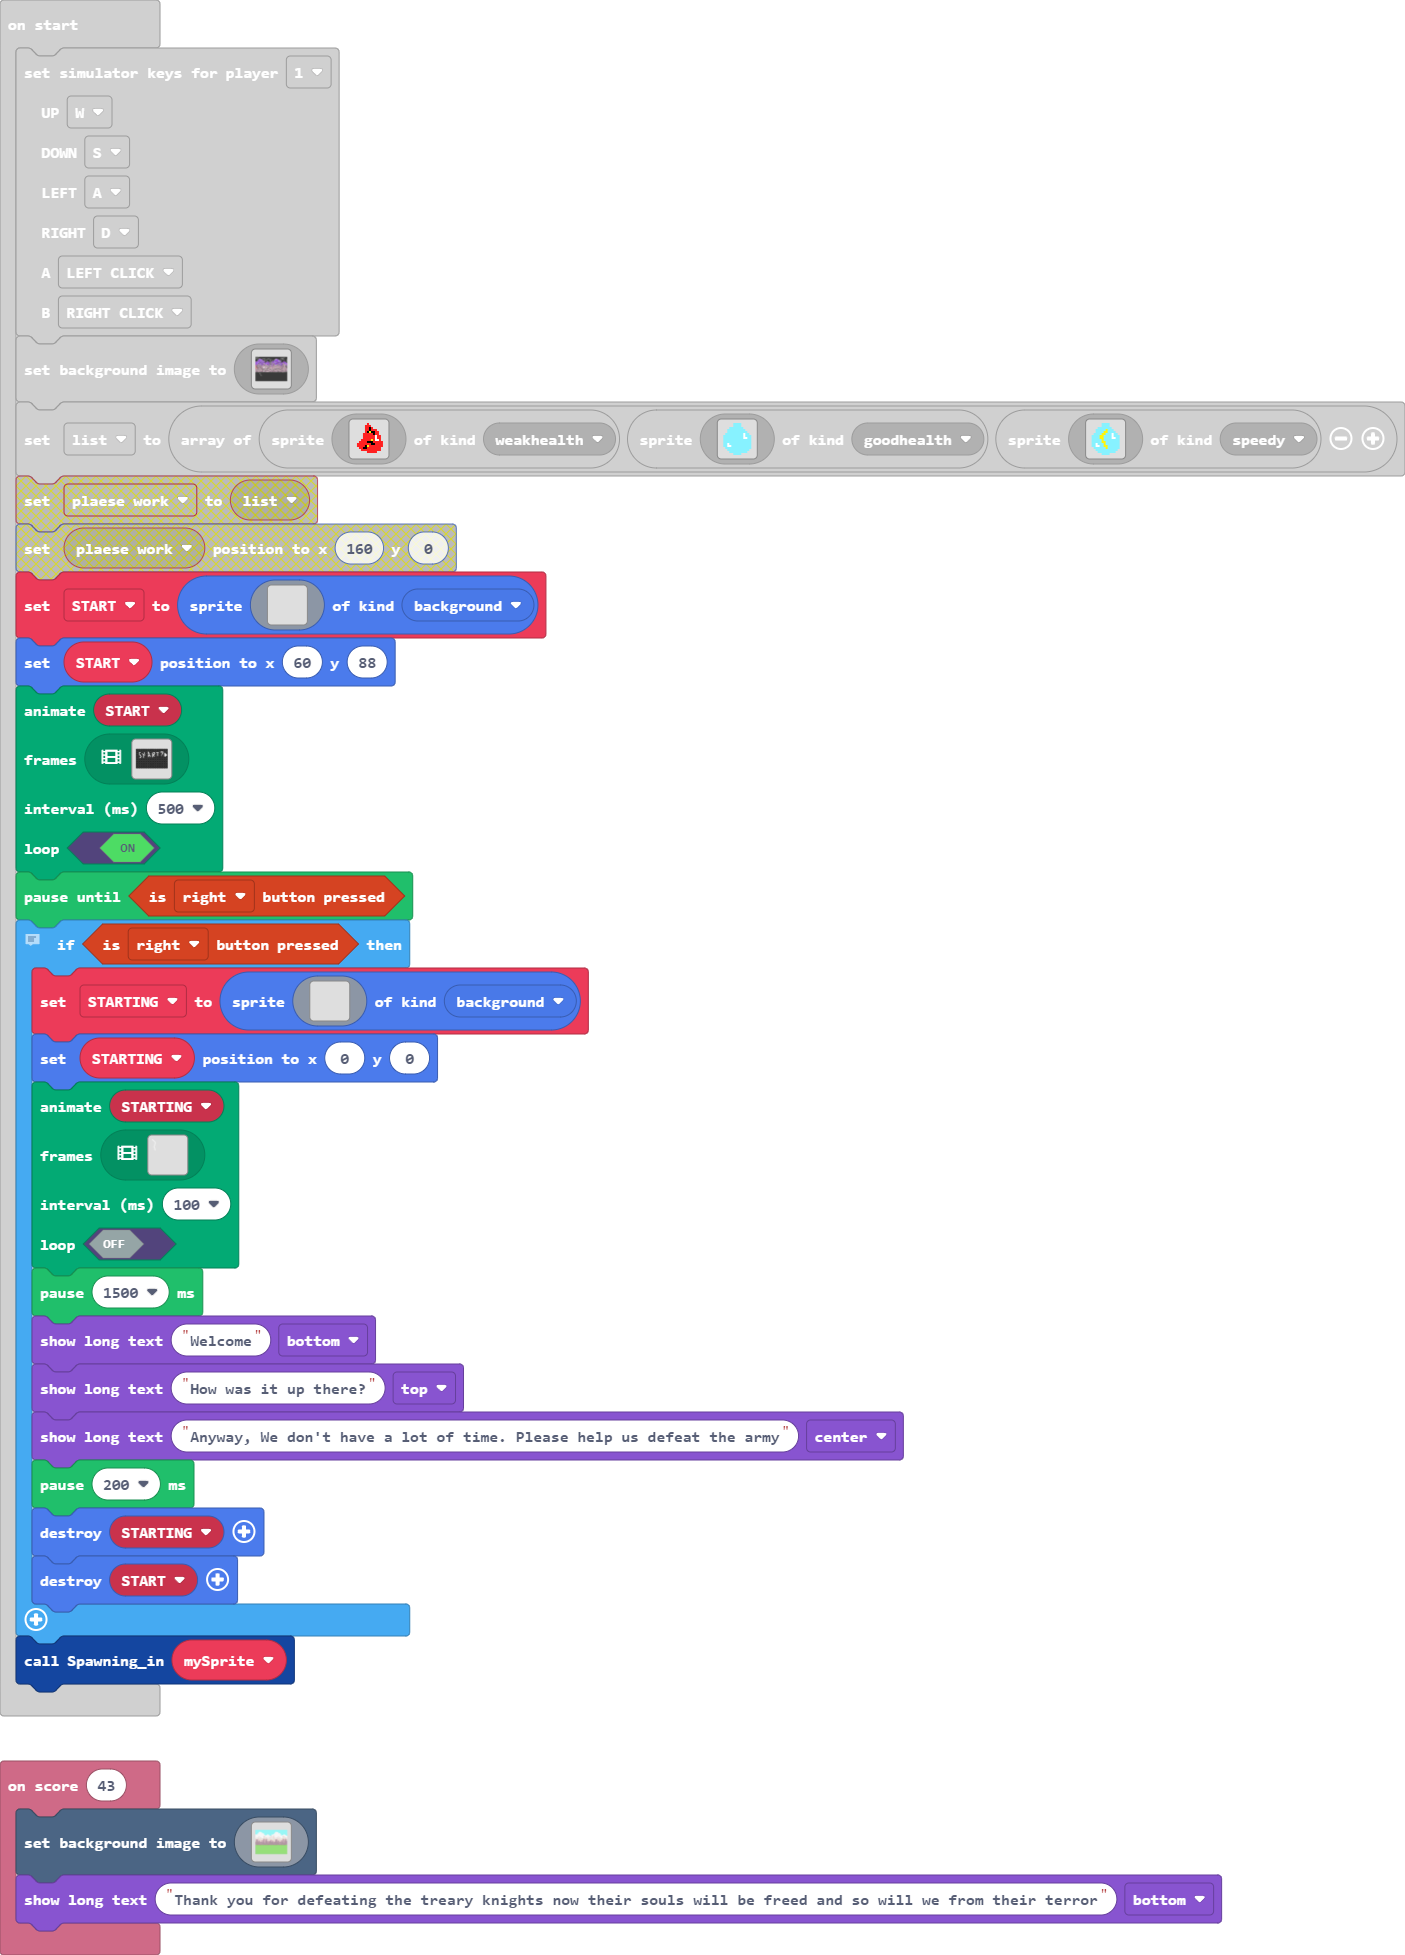 on start
set simulator keys for player 1
UP W
DOWN S
LEFT A
RIGHT D
A LEFT CLICK
B RIGHT CLICK
set background image to
set list to array of sprite of kind weakhealth sprite of kind goodhealth sprite of kind speedy
set plaese work to list
set plaese work position to x 160 y 0
set START to sprite of kind background
set START position to x 60 y 88
animate START
frames
interval (ms) 500
loop ON
pause until is right button pressed
if is right button pressed then
set STARTING to sprite of kind background
set STARTING position to x 0 y 0
animate STARTING
frames
interval (ms) 100
loop OFF
pause 1500 ms
show long text "Welcome" bottom
show long text "How was it up there?" top
show long text "Anyway, We don't have a lot of time. Please help us defeat the army" center
pause 200 ms
destroy STARTING
destroy START
call Spawning_in mySprite
on score 43
set background image to
show long text "Thank you for defeating the treary knights now their souls will be freed and so will we from their terror" bottom